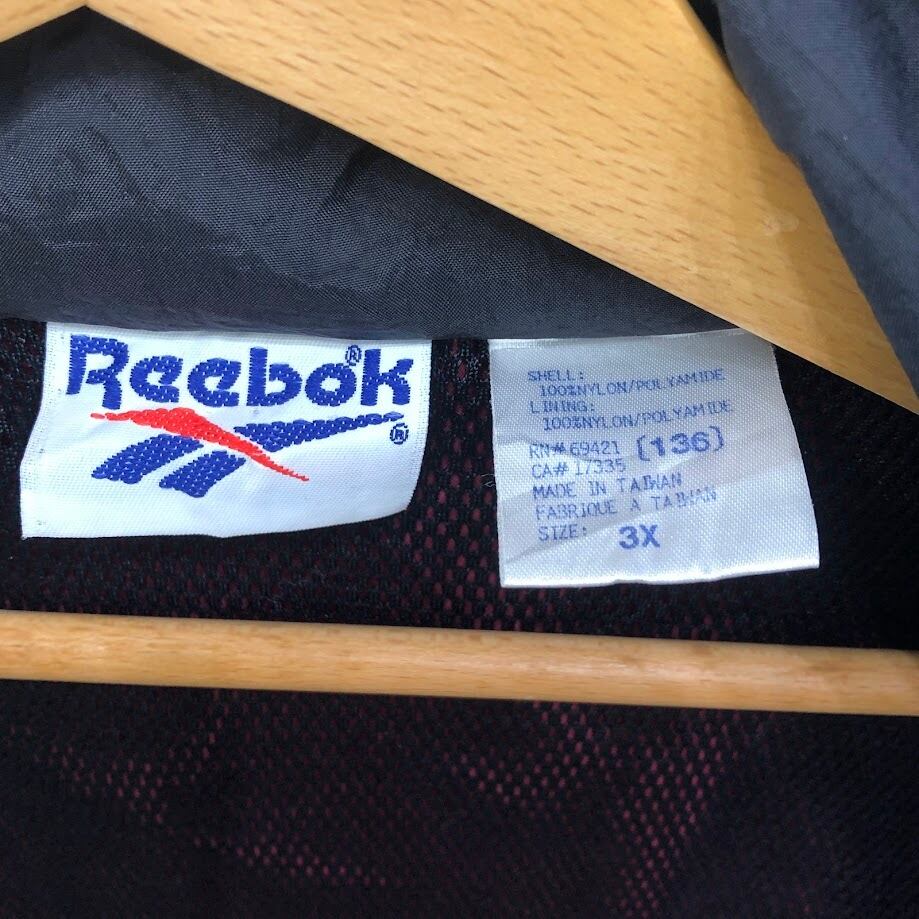 Reebok®
®
SHELL:
100%NYLON/POLYAMIDE
LINING:
100%NYLON/POLYAMIDE
RN# 69421 (136)
CA# 17335
MADE IN TAIWAN
FABRIQUE A TAIWAN
SIZE: 3X